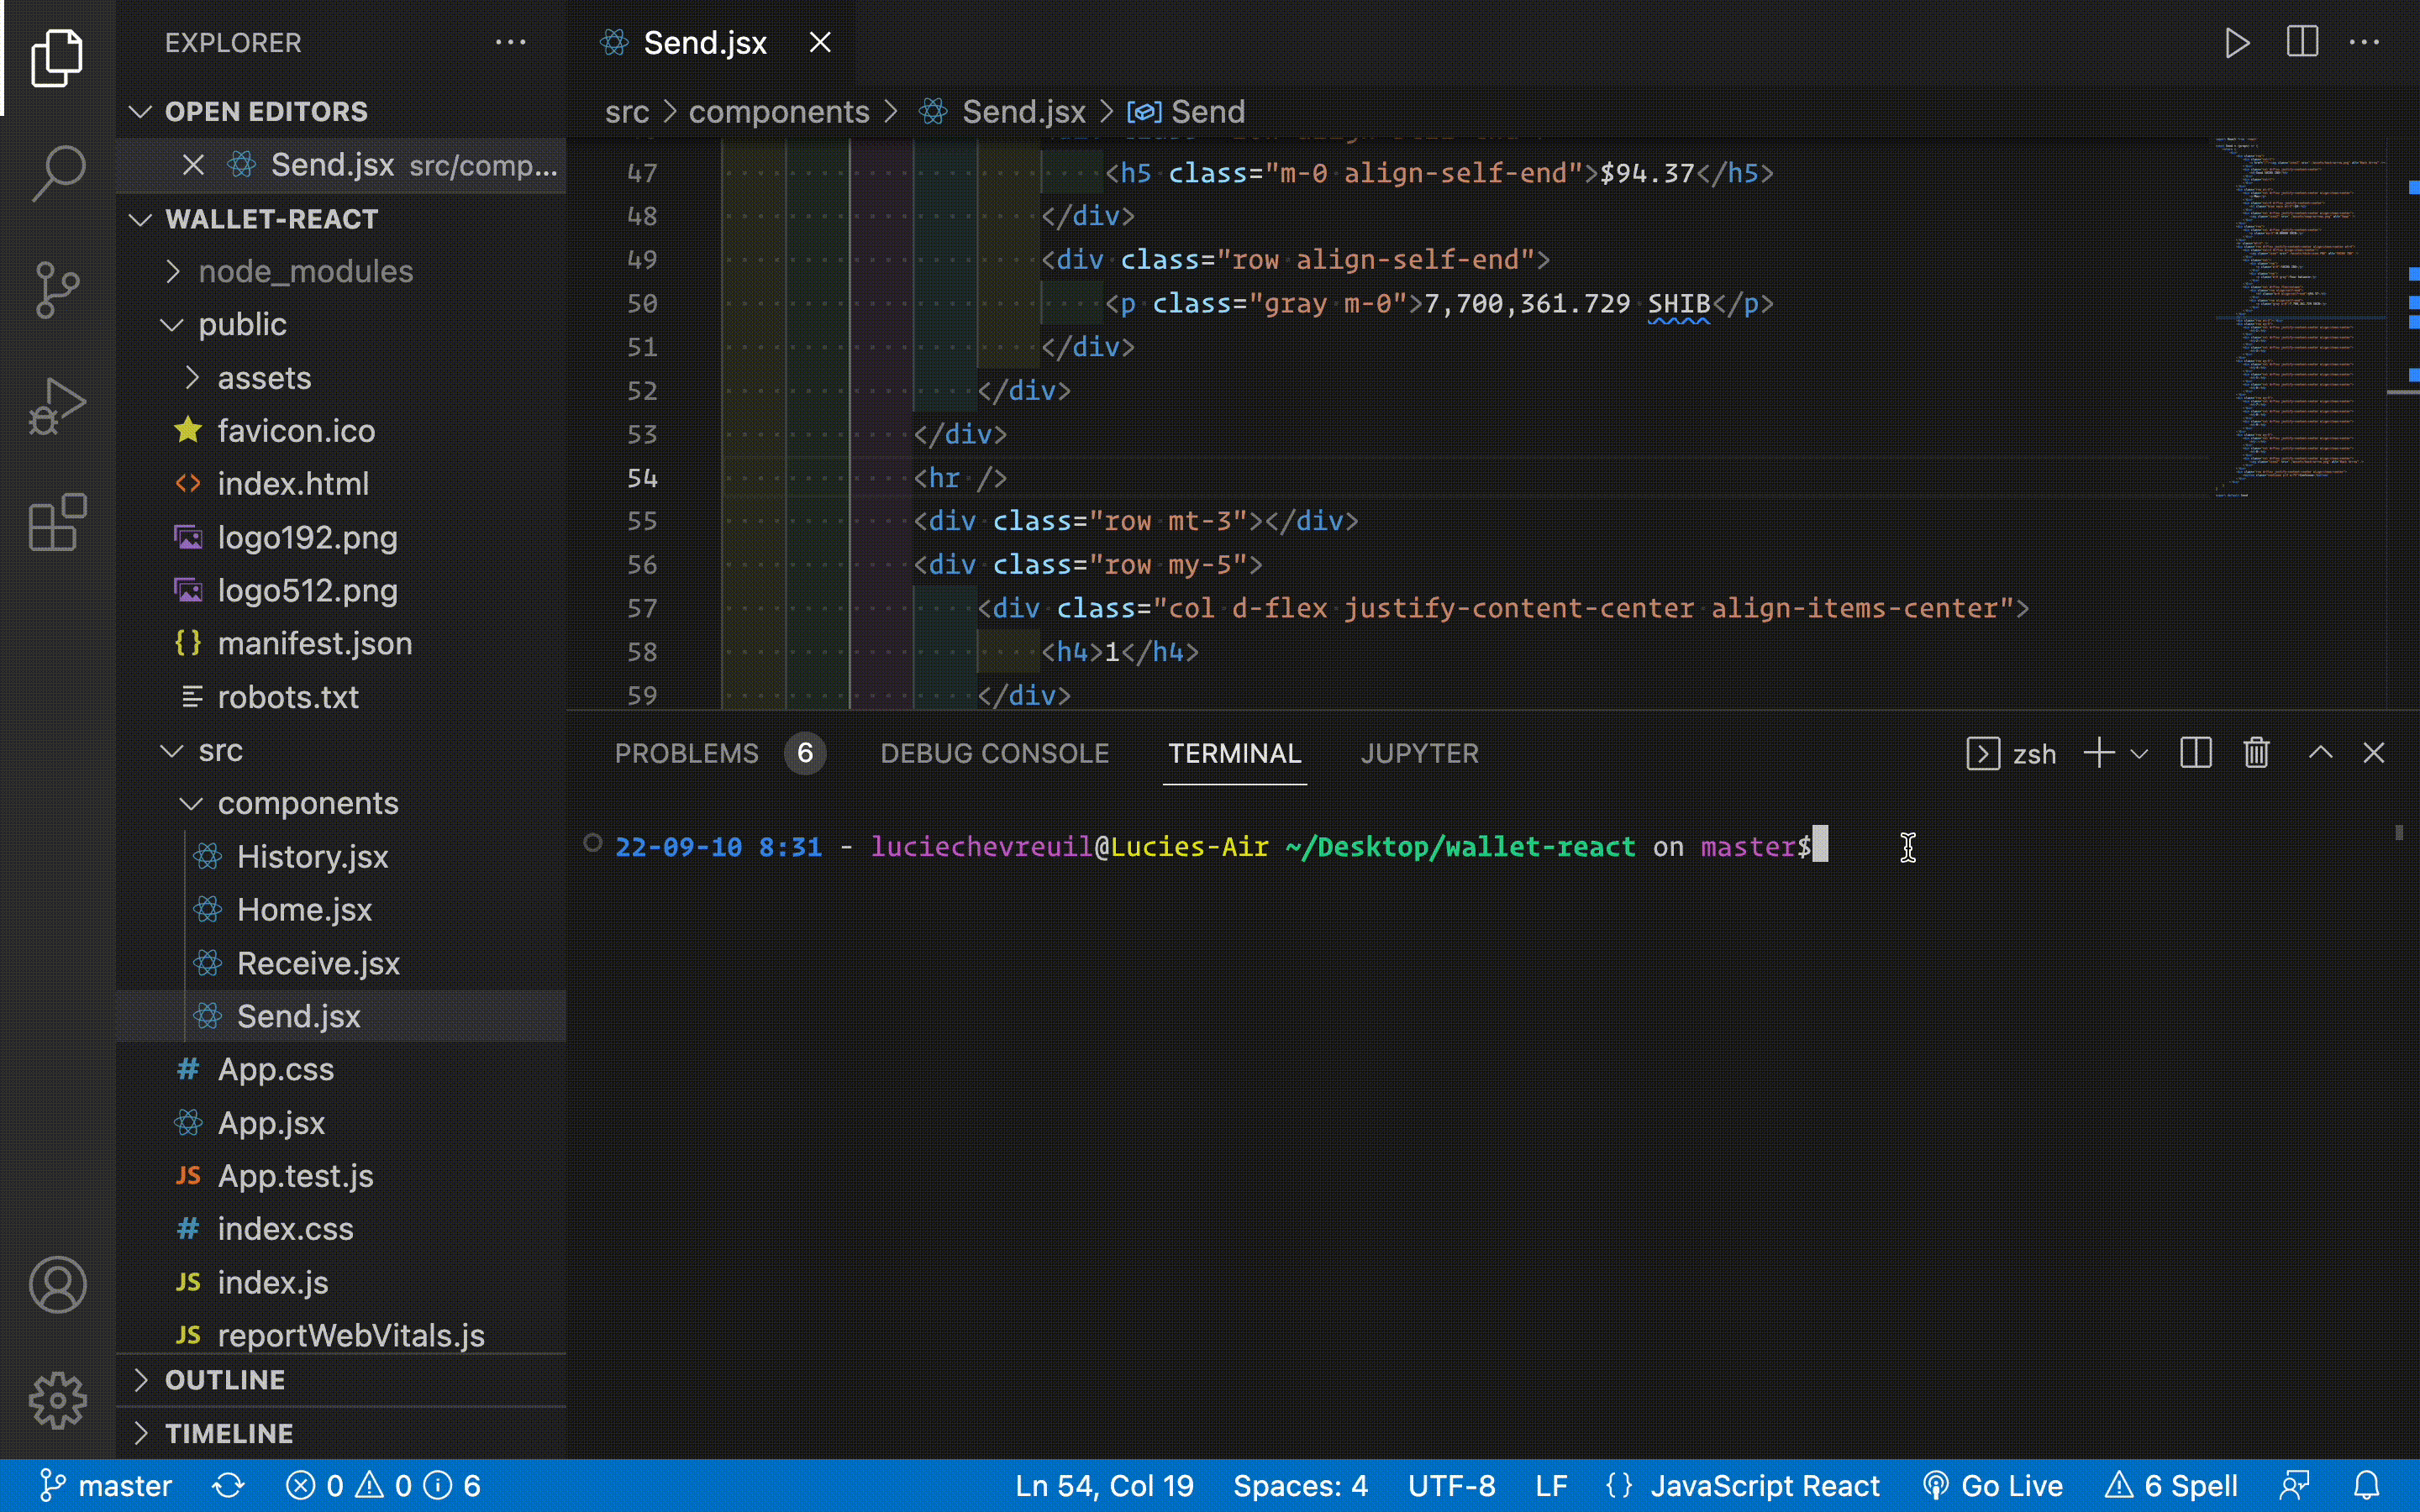 EXPLORER
OPEN EDITORS
Send.jsx src/comp...
WALLET-REACT
node_modules
public
assets
favicon.ico
index.html
logo192.png
logo512.png
manifest.json
robots.txt
src
components
History.jsx
Home.jsx
Receive.jsx
Send.jsx
App.css
App.jsx
App.test.js
index.css
index.js
reportWebVitals.js
OUTLINE
TIMELINE
Send.jsx
src > components > Send.jsx > Send
47 <h5 class="m-0 align-self-end">$94.37</h5>
48 </div>
49 <div class="row align-self-end">
50 <p class="gray m-0">7,700,361.729 SHIB</p>
51 </div>
52 </div>
53 </div>
54 <hr />
55 <div class="row mt-3"></div>
56 <div class="row my-5">
57 <div class="col d-flex justify-content-center align-items-center">
58 <h4>1</h4>
59 </div>
PROBLEMS 6 DEBUG CONSOLE TERMINAL JUPYTER zsh
22-09-10 8:31 - luciechevreuil@Lucies-Air ~/Desktop/wallet-react on master$
master 0 0 6 Ln 54, Col 19 Spaces: 4 UTF-8 LF {} JavaScript React Go Live 6 Spell